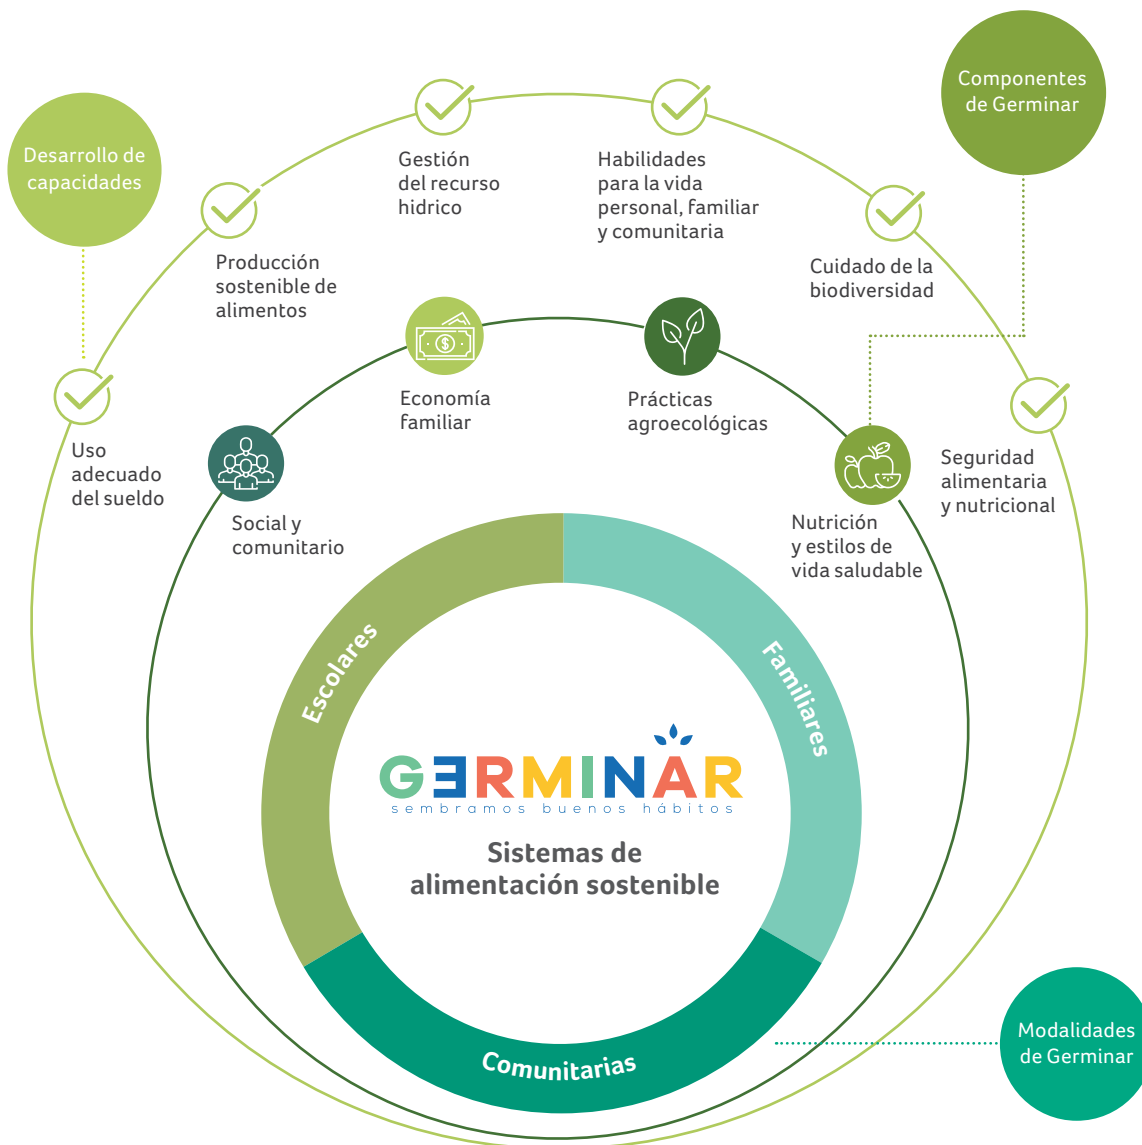 Componentes
de Germinar
Desarrollo de
capacidades
Gestión
del recurso
hidrico
Habilidades
para la vida
personal, familiar
y comunitaria
Producción
sostenible de
alimentos
Cuidado de la
biodiversidad
Uso
adecuado
del sueldo
Seguridad
alimentaria
y nutricional
Economía
familiar
Prácticas
agroecológicas
Social y
comunitario
Nutrición
y estilos de
vida saludable
Escolares
Familiares
GERMINAR
sembramos buenos hábitos
Sistemas de
alimentación sostenible
Comunitarias
Modalidades
de Germinar